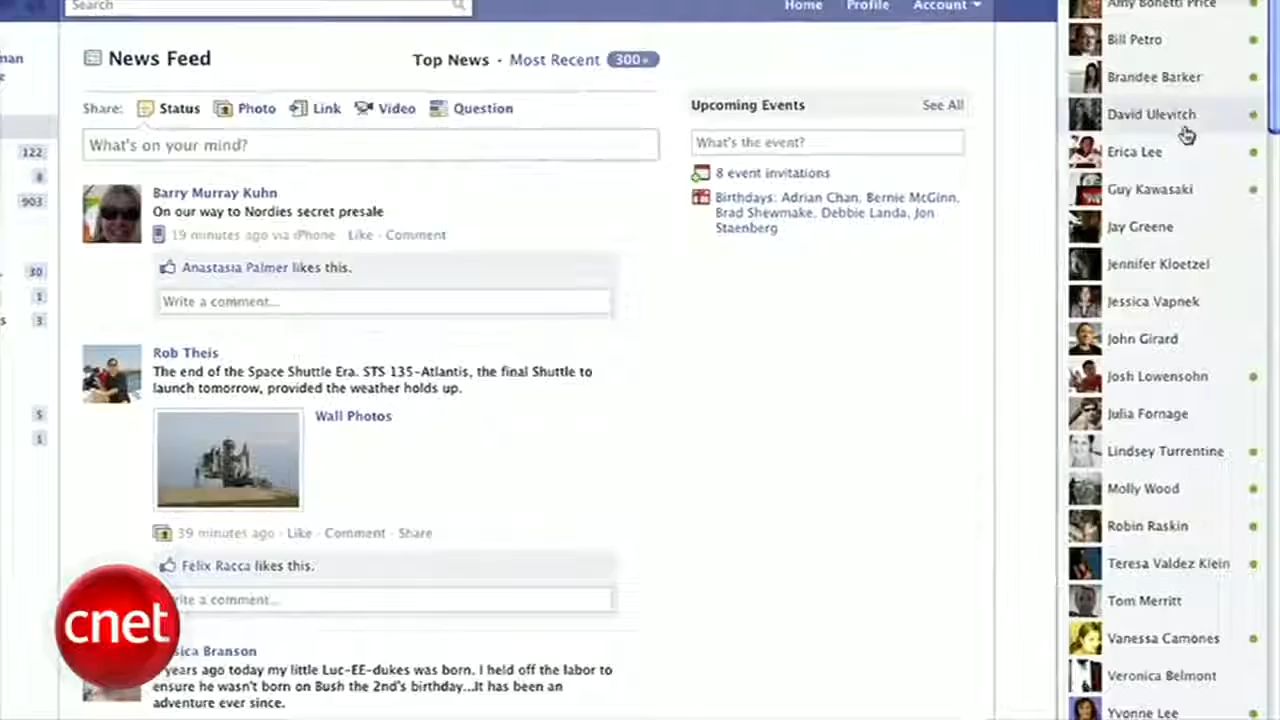 Search
Home Profile Account
man
e
122
8
903
30
1
s 3
5
1
News Feed
Top News · Most Recent 300+
Share: Status Photo Link Video Question
What's on your mind?
Barry Murray Kuhn
On our way to Nordies secret presale
19 minutes ago via iPhone Like · Comment
Anastasia Palmer likes this.
Write a comment...
Rob Theis
The end of the Space Shuttle Era. STS 135-Atlantis, the final Shuttle to
launch tomorrow, provided the weather holds up.
Wall Photos
39 minutes ago · Like · Comment · Share
Felix Racca likes this.
rite a comment...
sica Branson
years ago today my little Luc-EE-dukes was born. I held off the labor to
ensure he wasn't born on Bush the 2nd's birthday...It has been an
adventure ever since.
cnet
Upcoming Events See All
What's the event?
8 event invitations
Birthdays: Adrian Chan, Bernie McGinn,
Brad Shewmake, Debbie Landa, Jon
Staenberg
Amy Bonetti Price
Bill Petro
Brandee Barker
David Ulevitch
Erica Lee
Guy Kawasaki
Jay Greene
Jennifer Kloetzel
Jessica Vapnek
John Girard
Josh Lowensohn
Julia Fornage
Lindsey Turrentine
Molly Wood
Robin Raskin
Teresa Valdez Klein
Tom Merritt
Vanessa Camones
Veronica Belmont
Yvonne Lee